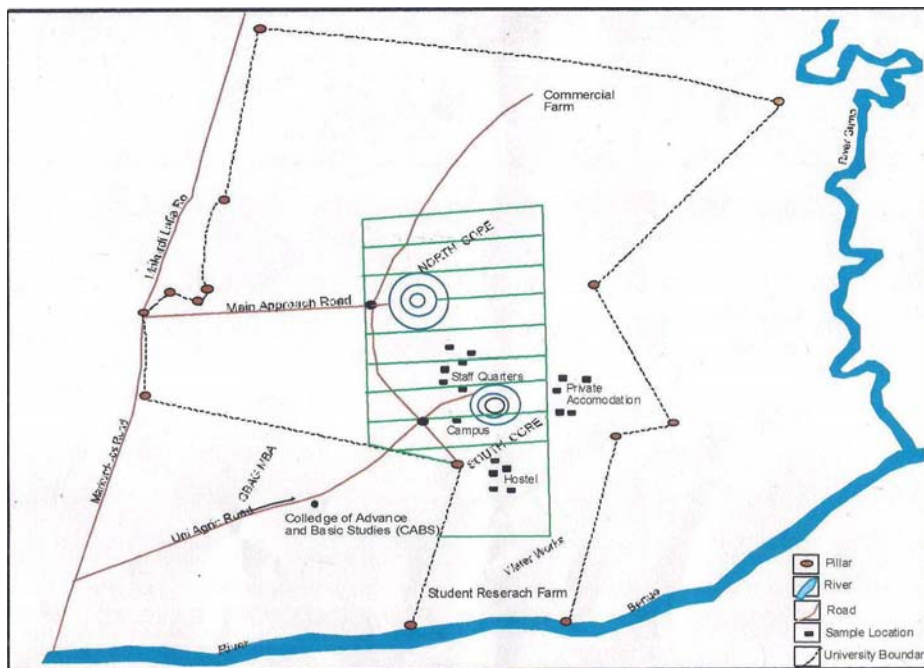 Commercial
Farm
NORTH CORE
Main Approach Road
Staff Quarters
Private
Accomodation
Campus
SOUTH CORE
Hostel
Uni Agric Road
Colledge of Advance
and Basic Studies (CABS)
Water Works
Student Reserach Farm
River
Pillar
River
Road
Sample Location
University Boundar